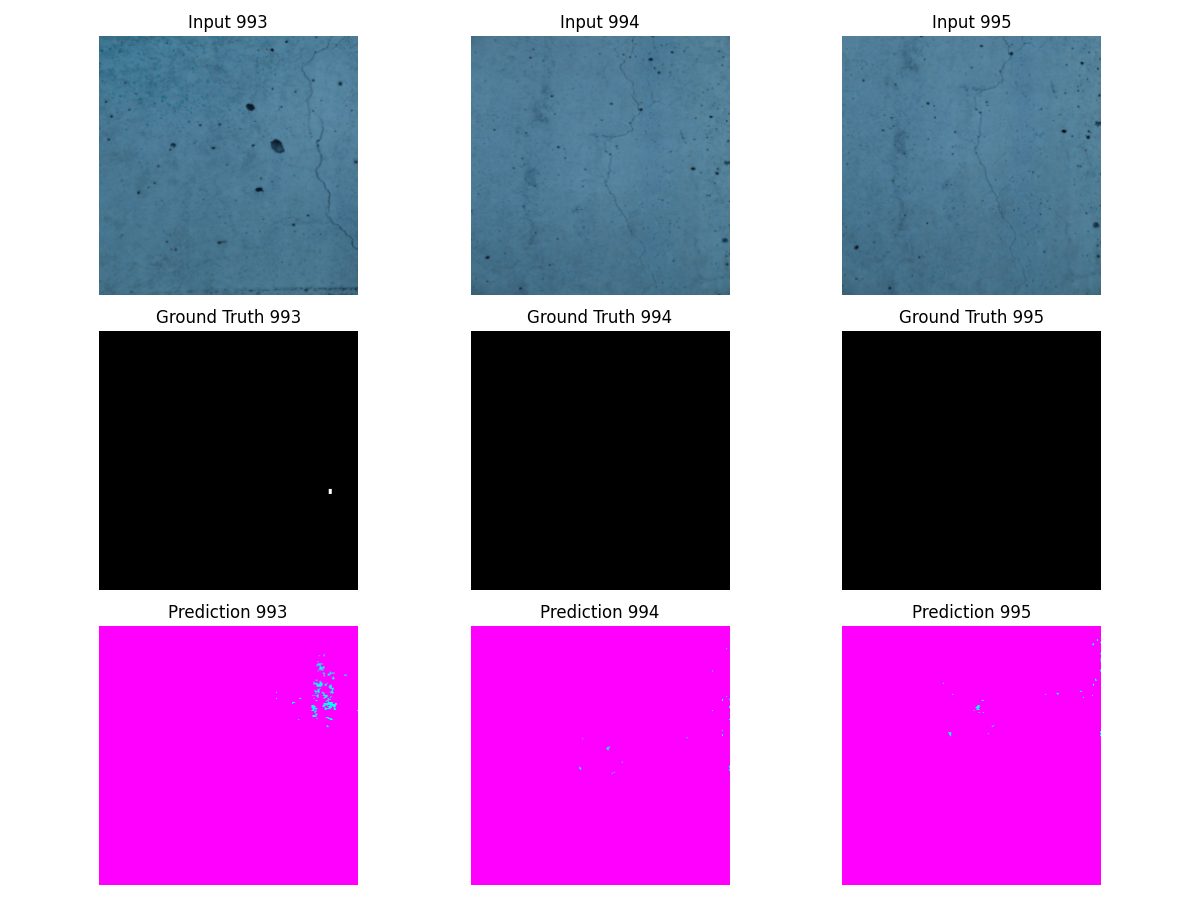 Input 993
Input 994
Input 995
Ground Truth 993
Ground Truth 994
Ground Truth 995
Prediction 993
Prediction 994
Prediction 995